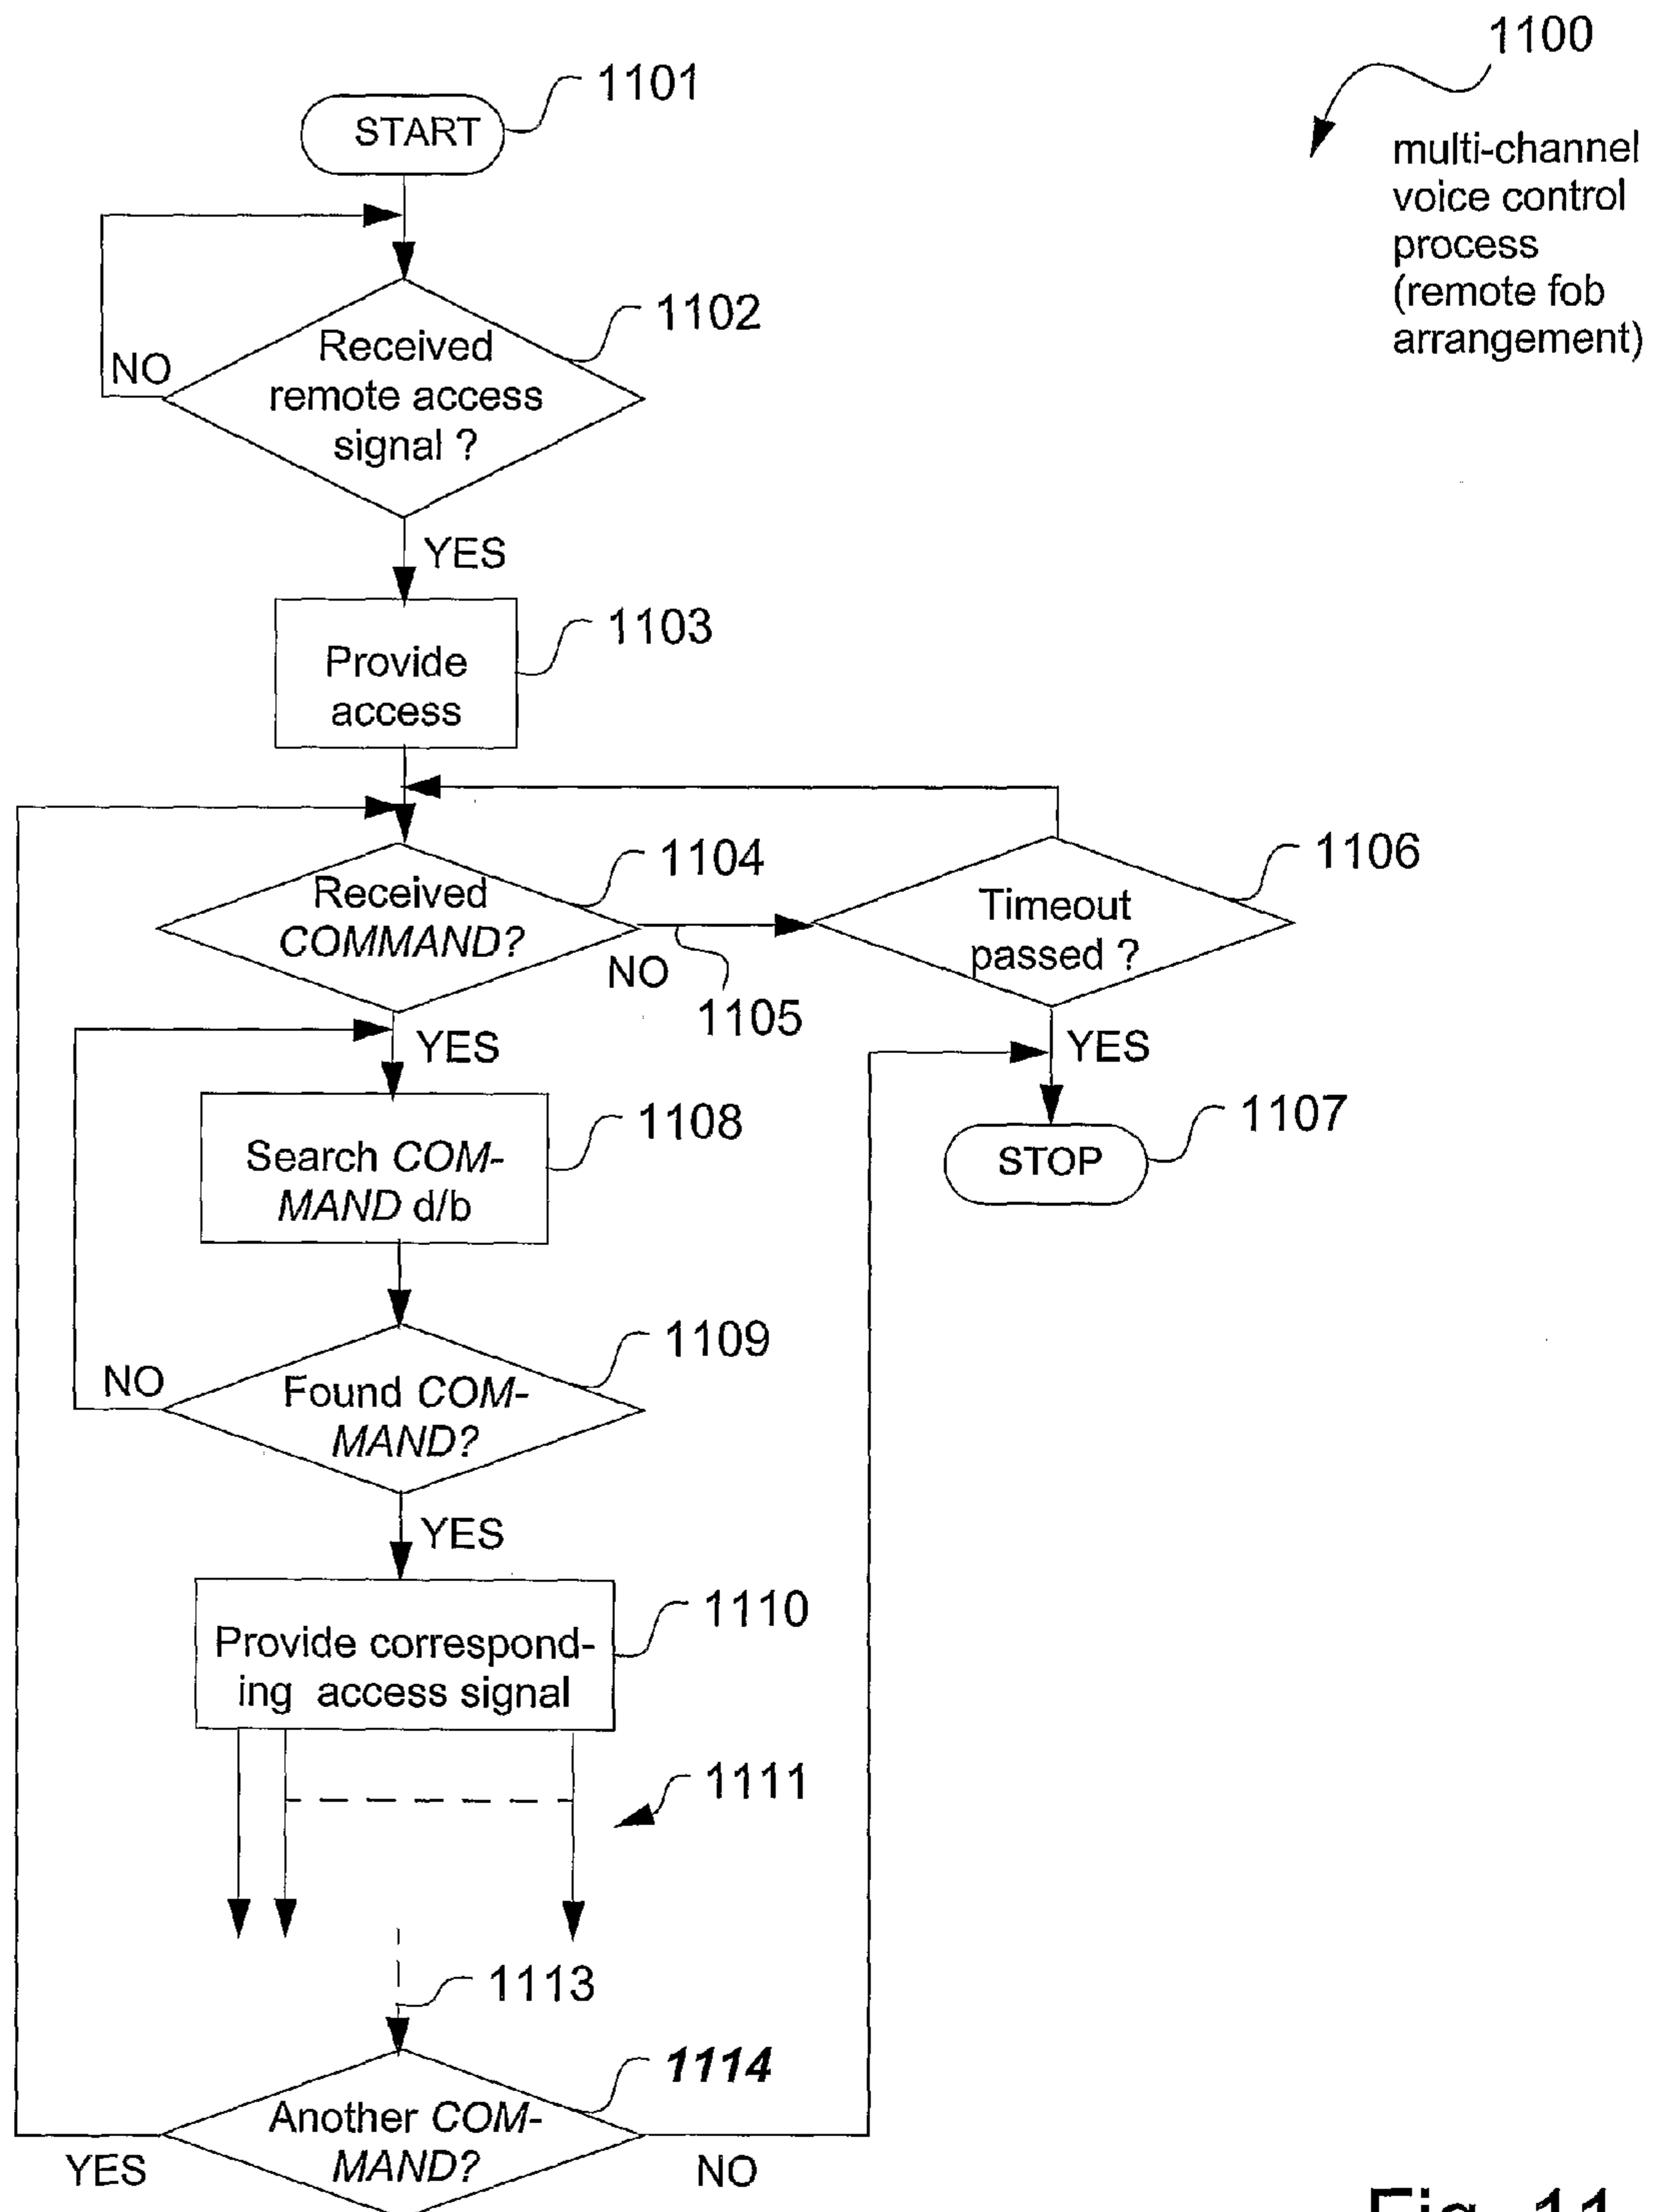 1100
multi-channel
voice control
process
(remote fob
arrangement)
START
1101
Received
remote access
signal ?
1102
NO
YES
Provide
access
1103
Received
COMMAND?
1104
NO
1105
Timeout
passed ?
1106
YES
STOP
1107
YES
Search COM-
MAND d/b
1108
Found COM-
MAND?
1109
NO
YES
Provide correspond-
ing access signal
1110
1111
1113
Another COM-
MAND?
1114
YES
NO
Fig. 11